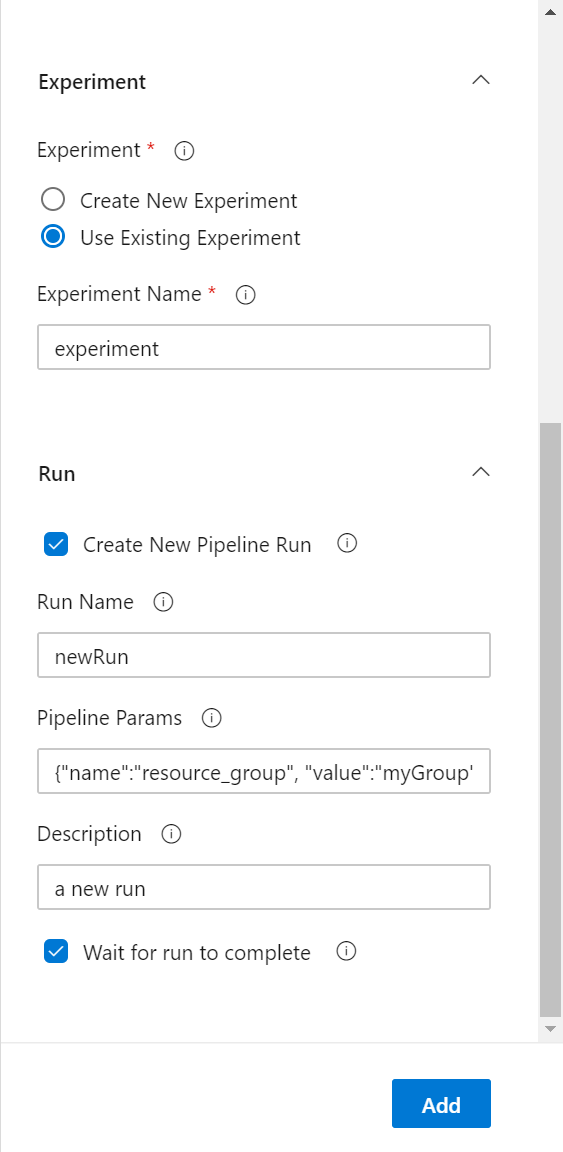 Experiment
Experiment *
Create New Experiment
Use Existing Experiment
Experiment Name *
experiment
Run
Create New Pipeline Run
Run Name
newRun
Pipeline Params
{"name":"resource_group", "value":"myGroup'
Description
a new run
Wait for run to complete
Add